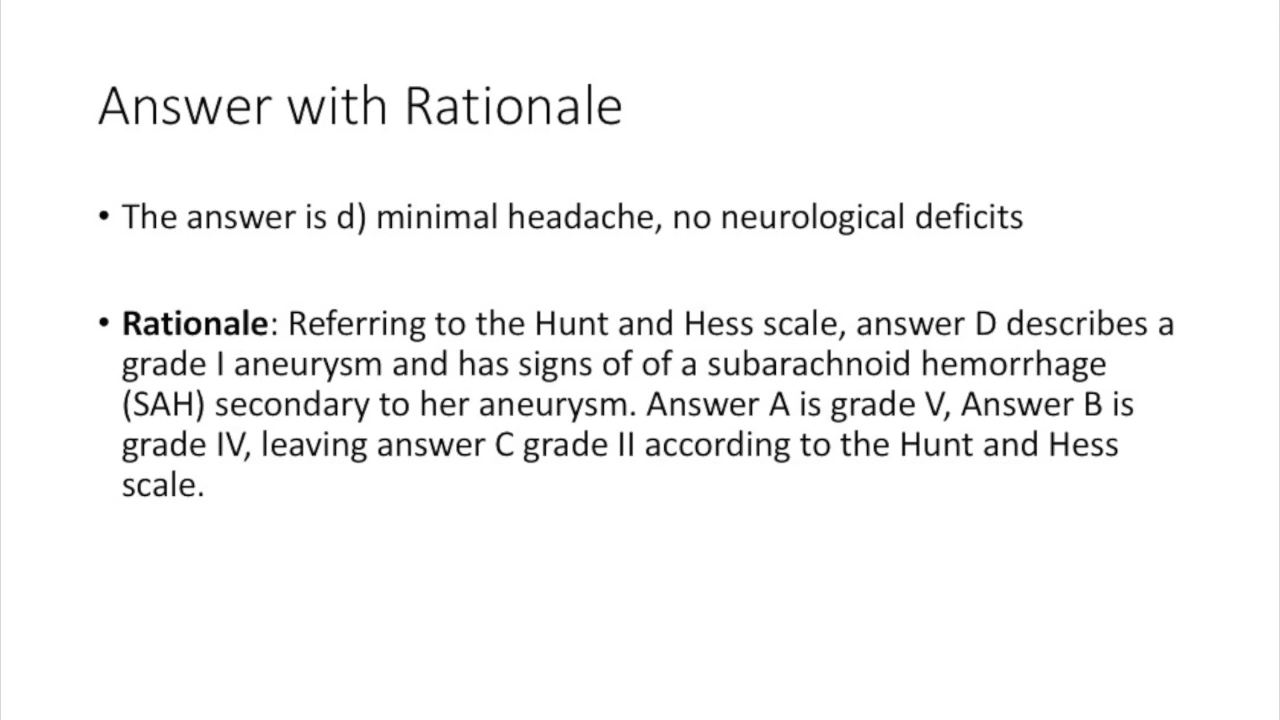 Answer with Rationale
• The answer is d) minimal headache, no neurological deficits
• Rationale: Referring to the Hunt and Hess scale, answer D describes a
grade I aneurysm and has signs of of a subarachnoid hemorrhage
(SAH) secondary to her aneurysm. Answer A is grade V, Answer B is
grade IV, leaving answer C grade II according to the Hunt and Hess
scale.